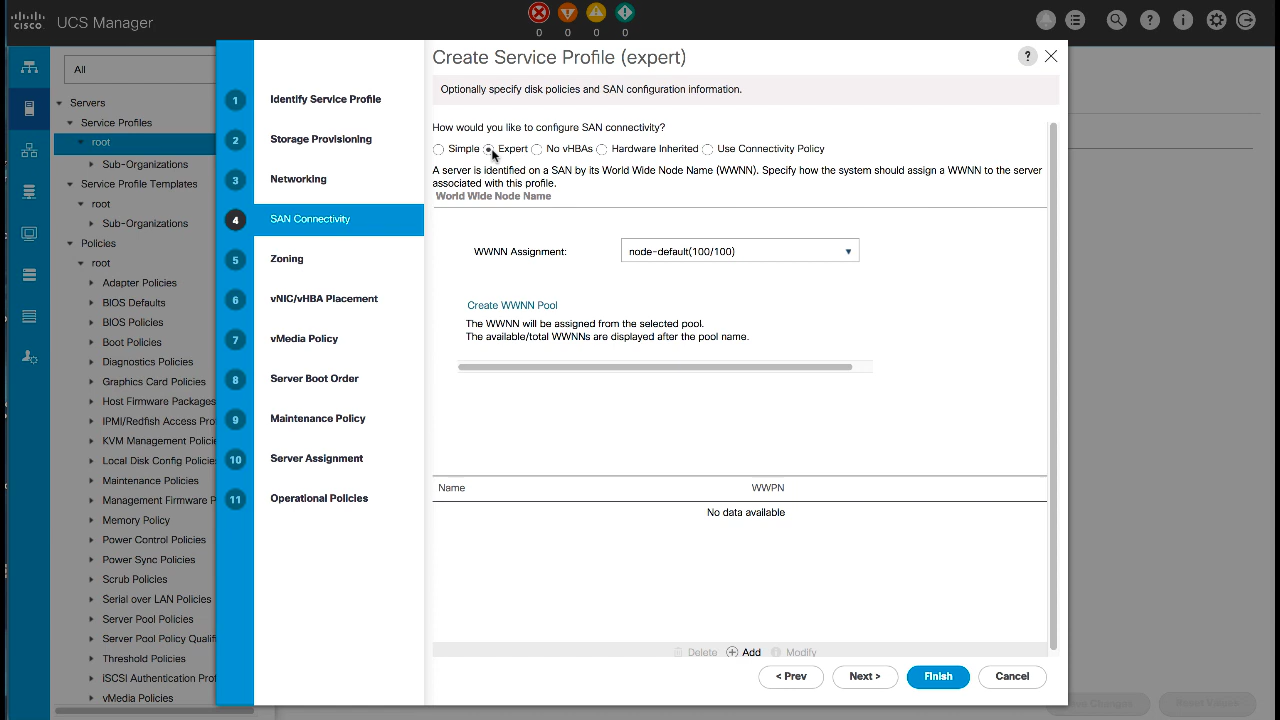 CISCO UCS Manager
0 0 0 0
All
Servers
Service Profiles
root
Sub-Organizations
Service Profile Templates
root
Sub-Organizations
Policies
root
Adapter Policies
BIOS Defaults
BIOS Policies
Boot Policies
Diagnostics Policies
Graphics Card Policies
Host Firmware Packages
IPMI/Redfish Access Pro
KVM Management Policie
Local Disk Config Policie
Maintenance Policies
Management Firmware P
Memory Policy
Power Control Policies
Power Sync Policies
Scrub Policies
Serial over LAN Policies
Server Pool Policies
Server Pool Policy Qualifi
Threshold Policies
iSCSI Authentication Prof
vMedia Policies
1 Identify Service Profile
2 Storage Provisioning
3 Networking
4 SAN Connectivity
5 Zoning
6 vNIC/vHBA Placement
7 vMedia Policy
8 Server Boot Order
9 Maintenance Policy
10 Server Assignment
11 Operational Policies
Create Service Profile (expert)
? ×
Optionally specify disk policies and SAN configuration information.
How would you like to configure SAN connectivity?
Simple Expert No vHBAs Hardware Inherited Use Connectivity Policy
A server is identified on a SAN by its World Wide Node Name (WWNN). Specify how the system should assign a WWNN to the server
associated with this profile.
World Wide Node Name
WWNN Assignment: node-default(100/100)
Create WWNN Pool
The WWNN will be assigned from the selected pool.
The available/total WWNNs are displayed after the pool name.
Name WWPN
No data available
Delete Add Modify
< Prev Next > Finish Cancel